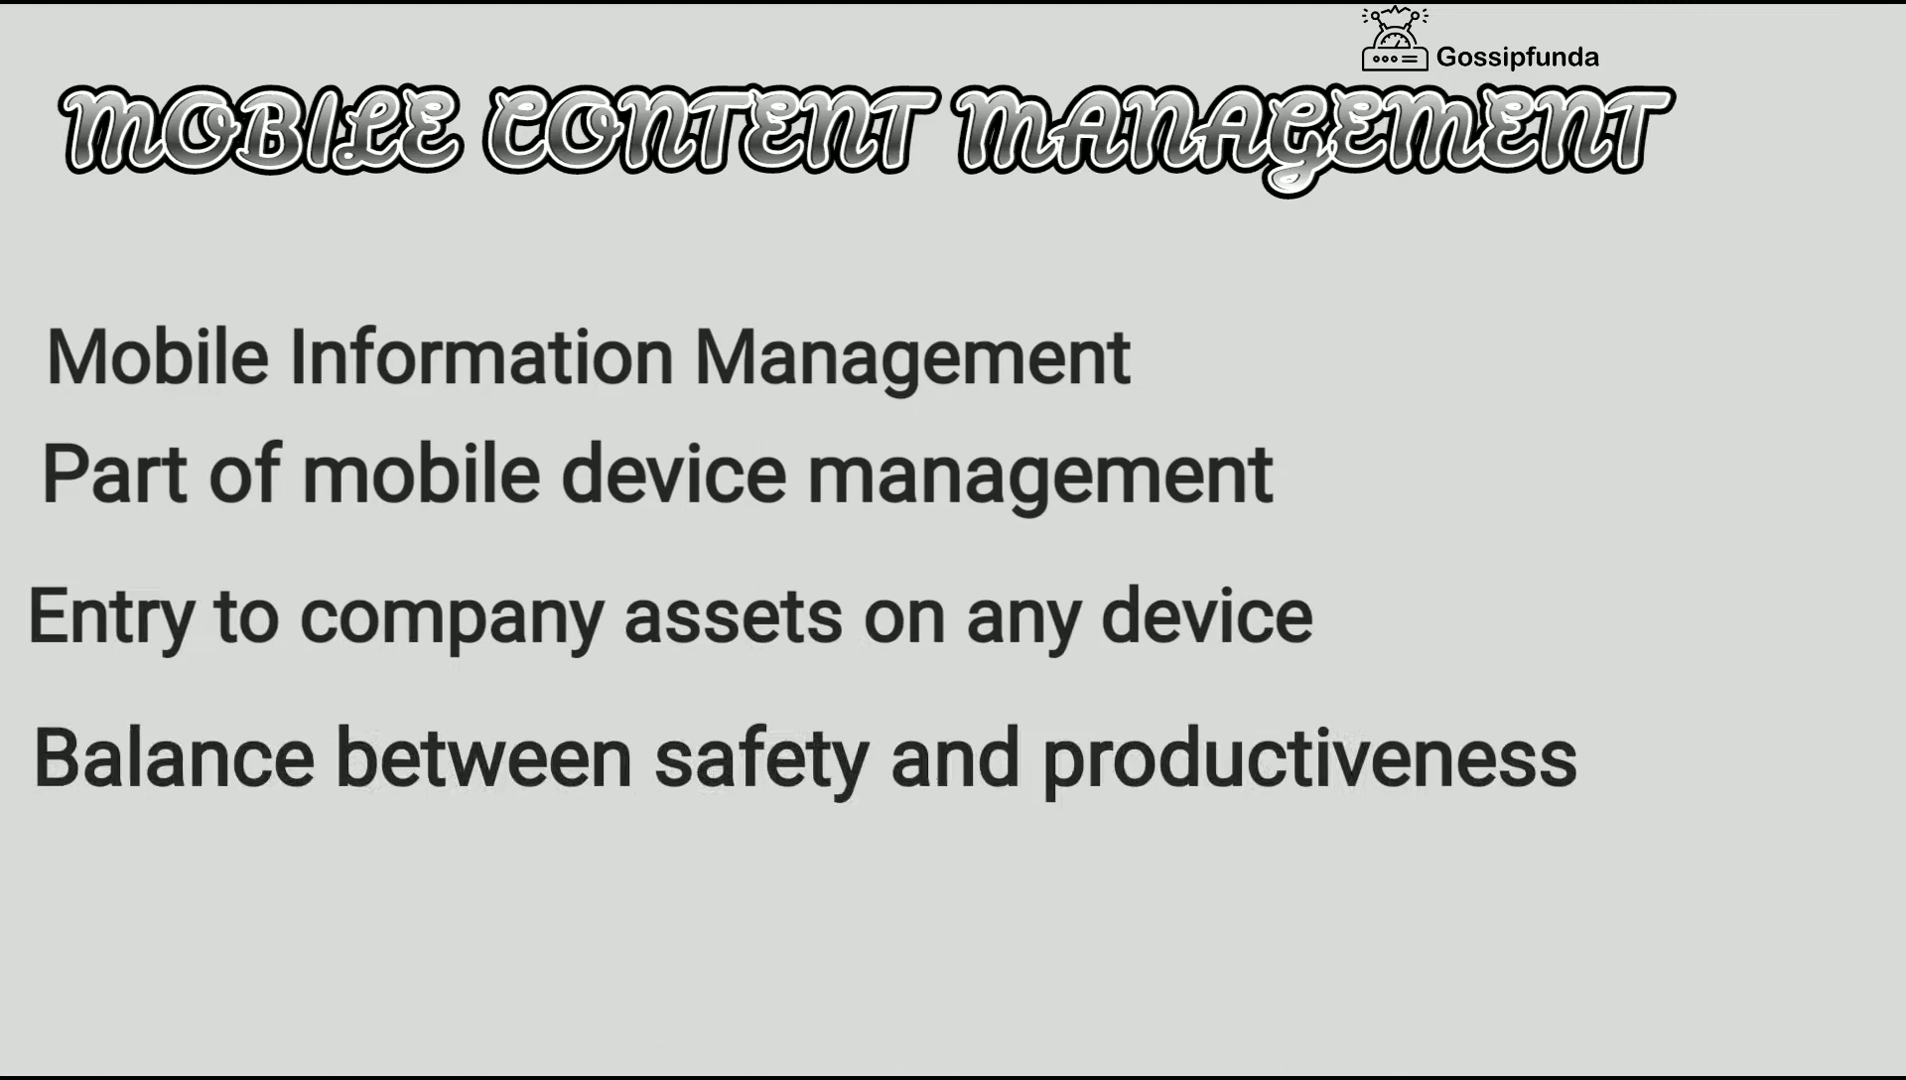 Gossipfunda
MOBILE CONTENT MANAGEMENT
Mobile Information Management
Part of mobile device management
Entry to company assets on any device
Balance between safety and productiveness